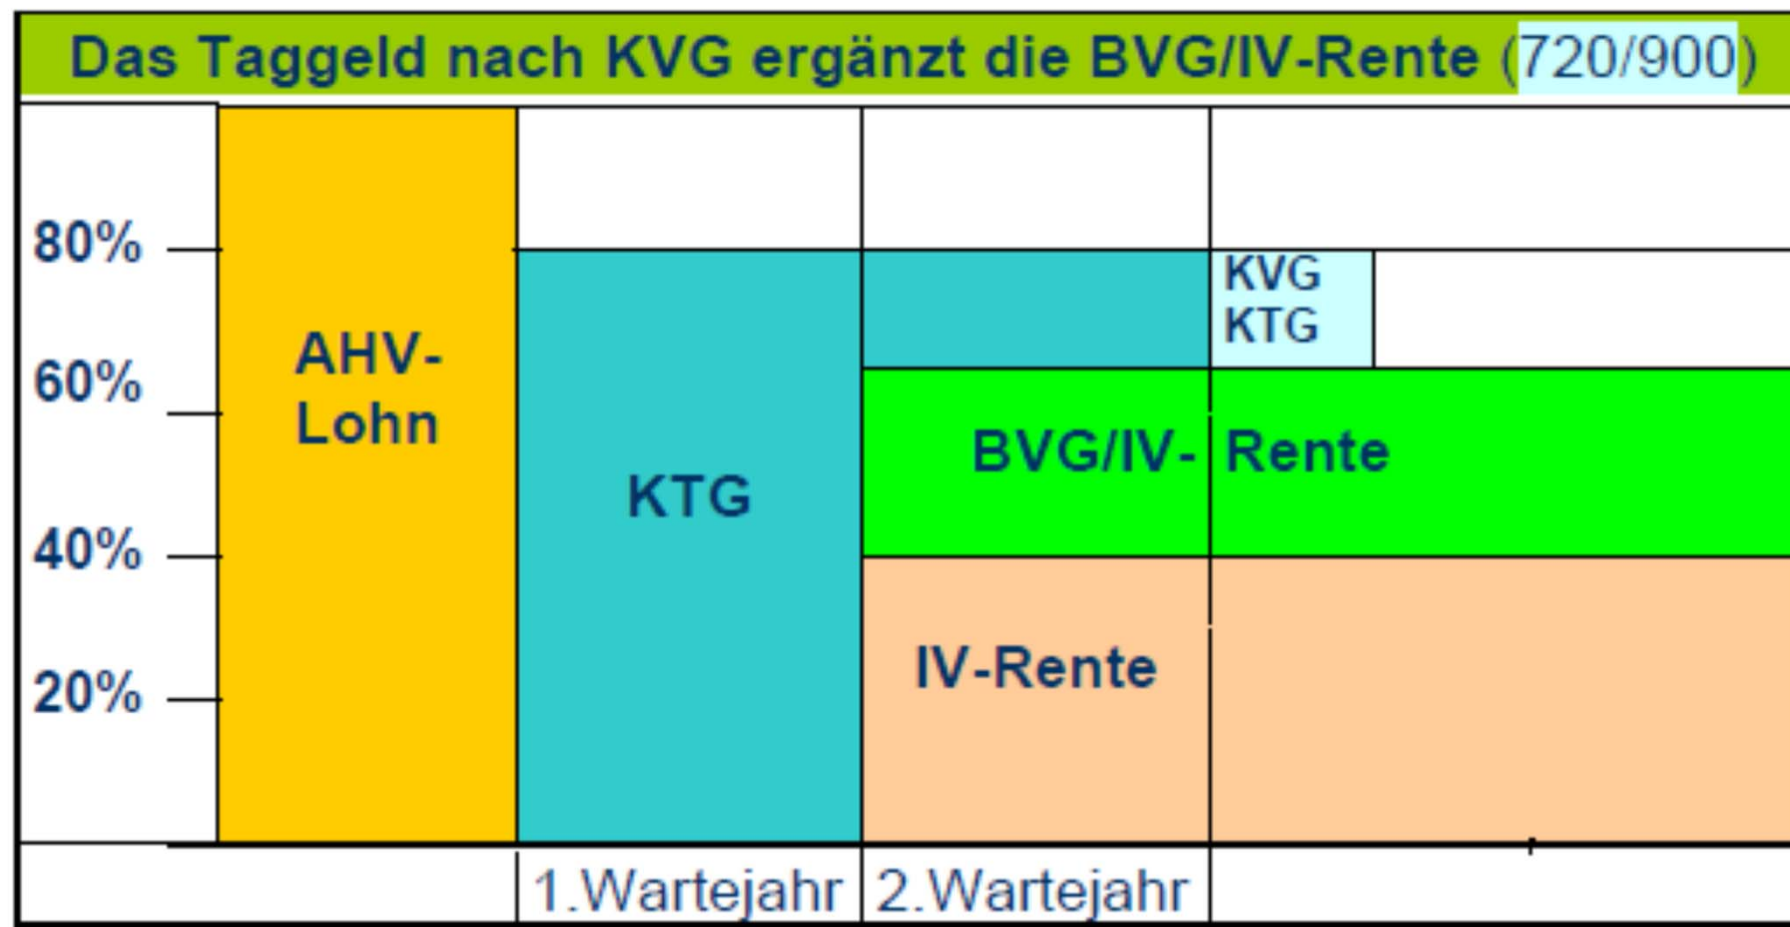 Das Taggeld nach KVG ergänzt die BVG/IV-Rente (720/900)
80%
60%
40%
20%
AHV-
Lohn
KTG
KVG
KTG
BVG/IV- Rente
IV-Rente
1.Wartejahr
2.Wartejahr